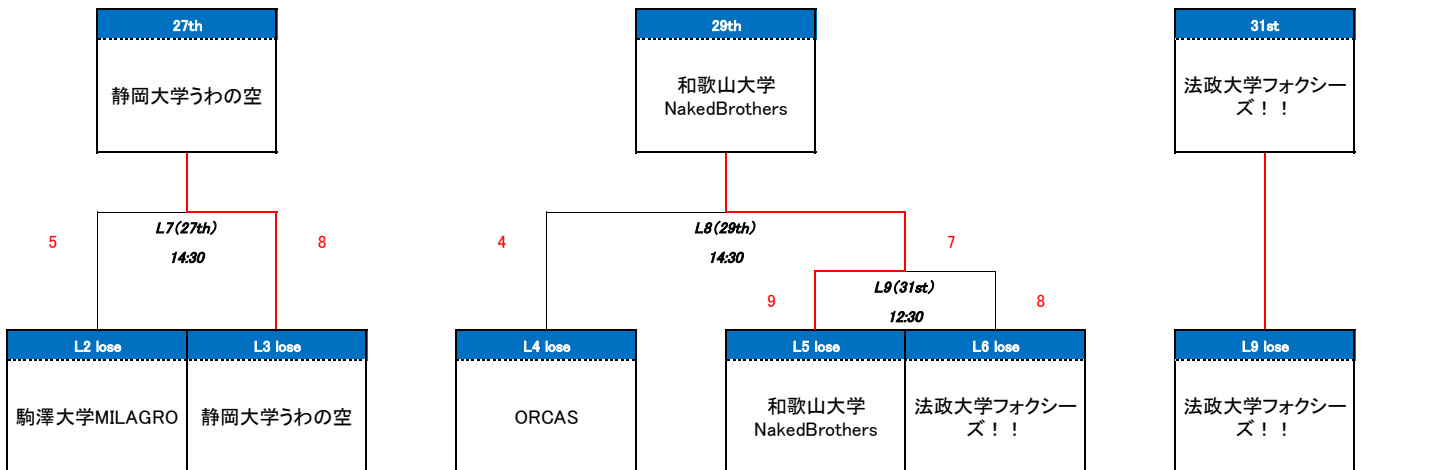 27th
29th
31st
静岡大学うわの空
和歌山大学
NakedBrothers
法政大学フォクシー
ズ！！
5
L7(27th)
14:30
8
4
L8(29th)
14:30
7
9
L9(31st)
12:30
8
L2 lose
L3 lose
L4 lose
L5 lose
L6 lose
L9 lose
駒澤大学MILAGRO
静岡大学うわの空
ORCAS
和歌山大学
NakedBrothers
法政大学フォクシー
ズ！！
法政大学フォクシー
ズ！！